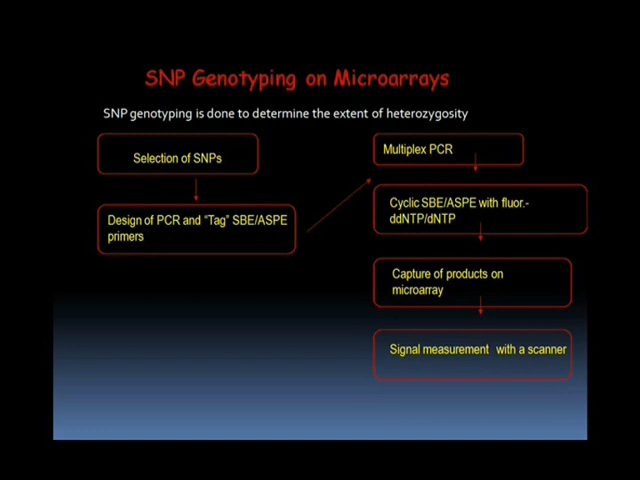 SNP Genotyping on Microarrays
SNP genotyping is done to determine the extent of heterozygosity
Selection of SNPs
Design of PCR and “Tag” SBE/ASPE
primers
Multiplex PCR
Cyclic SBE/ASPE with fluor.-
ddNTP/dNTP
Capture of products on
microarray
Signal measurement with a scanner